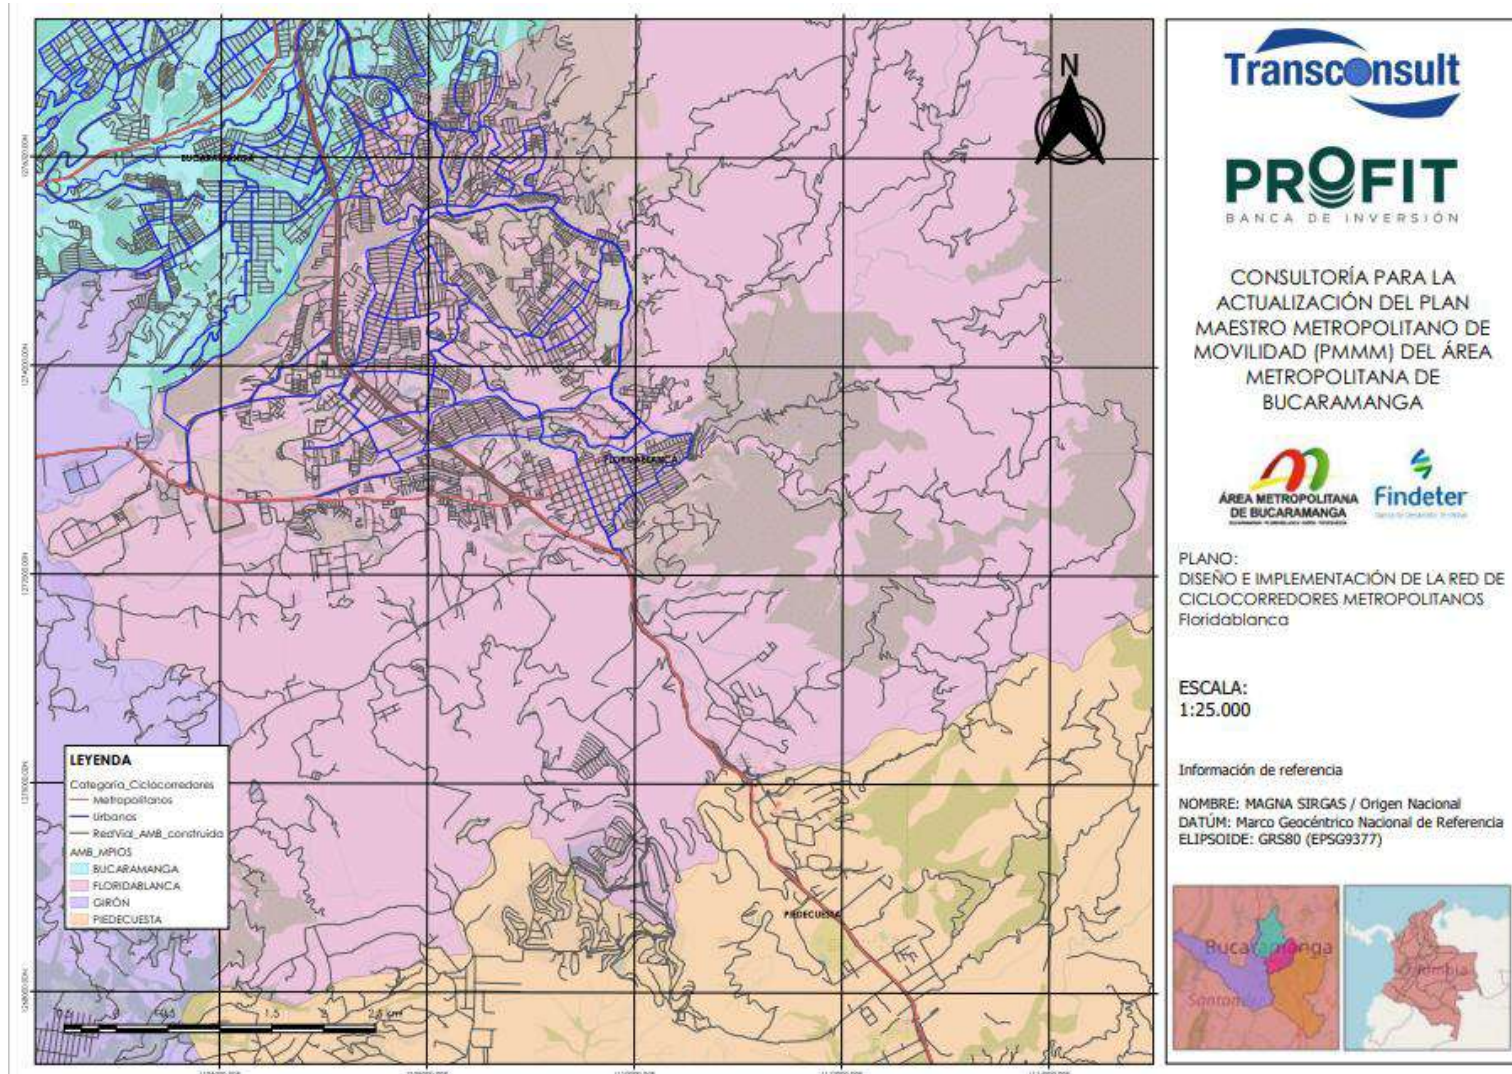 BUCARAMANGA
FLORIDABLANCA
PIEDECUESTA
N
LEYENDA
Categoría_Ciclocorredores
Metropolitanos
Urbanos
RedVial_AMB_construida
AMB_MPIOS
BUCARAMANGA
FLORIDABLANCA
GIRÓN
PIEDECUESTA
Transconsult
PROFIT
BANCA DE INVERSIÓN
CONSULTORÍA PARA LA
ACTUALIZACIÓN DEL PLAN
MAESTRO METROPOLITANO DE
MOVILIDAD (PMMM) DEL ÁREA
METROPOLITANA DE
BUCARAMANGA
ÁREA METROPOLITANA
DE BUCARAMANGA
Findeter
PLANO:
DISEÑO E IMPLEMENTACIÓN DE LA RED DE
CICLOCORREDORES METROPOLITANOS
Floridablanca
ESCALA:
1:25.000
Información de referencia
NOMBRE: MAGNA SIRGAS / Origen Nacional
DATÚM: Marco Geocéntrico Nacional de Referencia
ELIPSOIDE: GRS80 (EPSG9377)
Bucaramanga